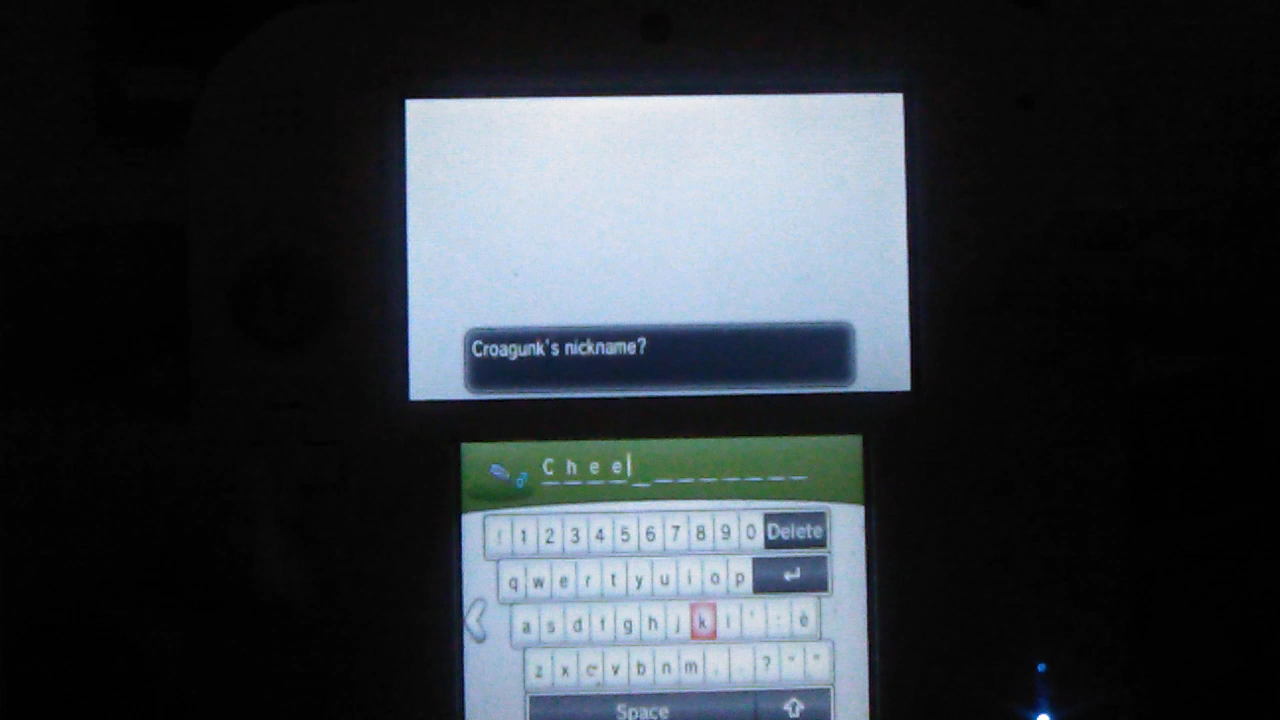 Croagunk's nickname?
Chee
! 1 2 3 4 5 6 7 8 9 0 Delete
q w e r t y u i o p
a s d f g h j k l ' : é
z x c v b n m , . ? " "
Space